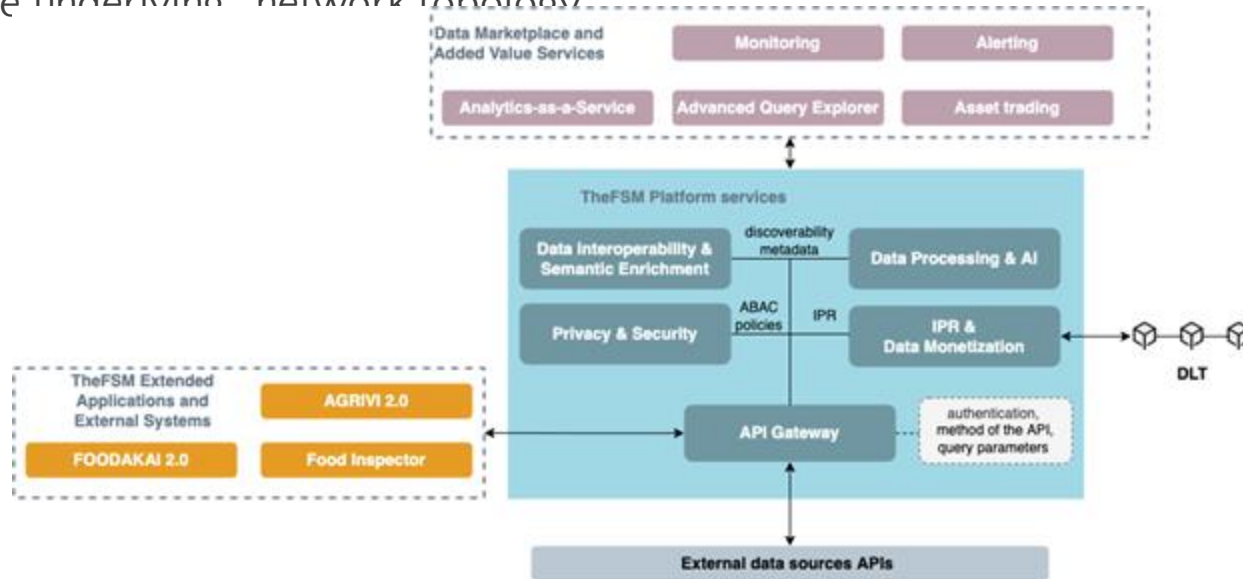 e underlying network topology
Data Marketplace and
Added Value Services
Monitoring
Alerting
Analytics-as-a-Service
Advanced Query Explorer
Asset trading
TheFSM Platform services
Data Interoperability &
Semantic Enrichment
discoverability
metadata
Data Processing & AI
Privacy & Security
ABAC
policies
IPR
IPR &
Data Monetization
DLT
TheFSM Extended
Applications and
External Systems
AGRIVI 2.0
FOODAKAI 2.0
Food Inspector
API Gateway
authentication,
method of the API,
query parameters
External data sources APIs